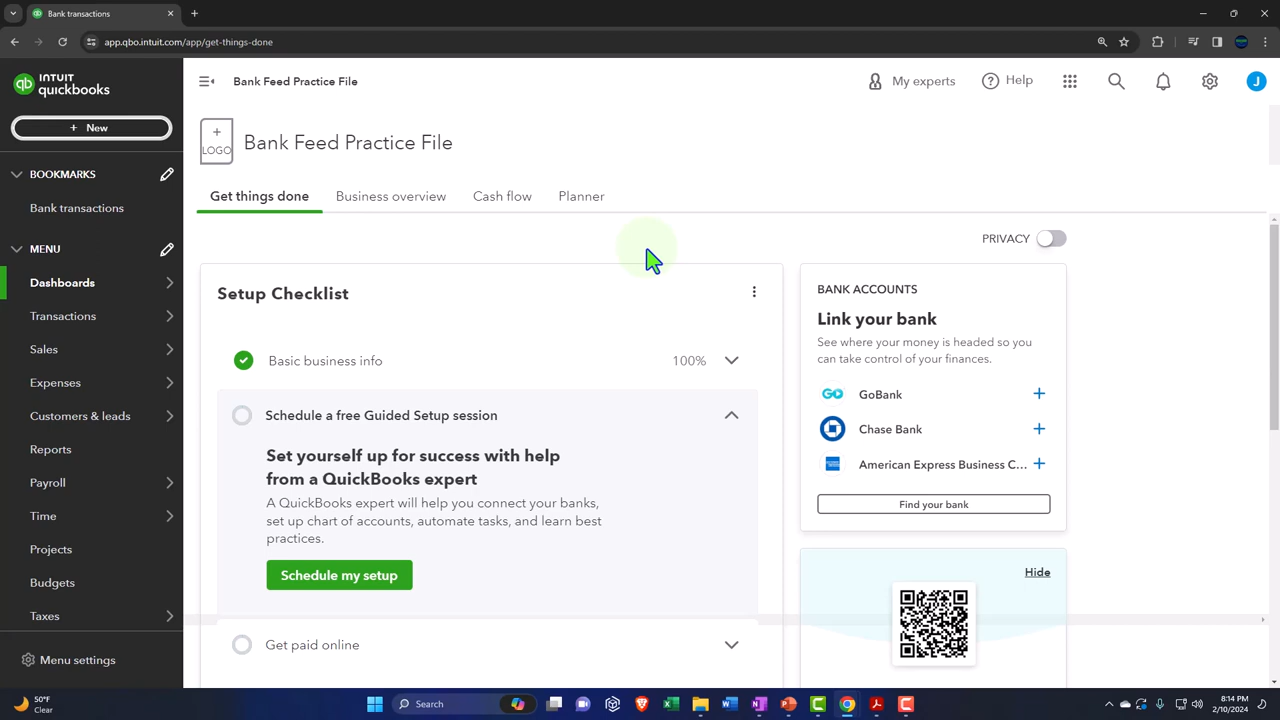 Bank transactions
app.qbo.intuit.com/app/get-things-done
INTUIT
quickbooks
+ New
BOOKMARKS
Bank transactions
MENU
Dashboards
Transactions
Sales
Expenses
Customers & leads
Reports
Payroll
Time
Projects
Budgets
Taxes
Menu settings
Bank Feed Practice File
My experts
Help
J
+
LOGO
Bank Feed Practice File
Get things done
Business overview
Cash flow
Planner
PRIVACY
Setup Checklist
Basic business info
100%
Schedule a free Guided Setup session
Set yourself up for success with help
from a QuickBooks expert
A QuickBooks expert will help you connect your banks,
set up chart of accounts, automate tasks, and learn best
practices.
Schedule my setup
Get paid online
BANK ACCOUNTS
Link your bank
See where your money is headed so you
can take control of your finances.
GoBank
Chase Bank
American Express Business C...
Find your bank
Hide
50°F
Clear
Search
8:14 PM
2/10/2024